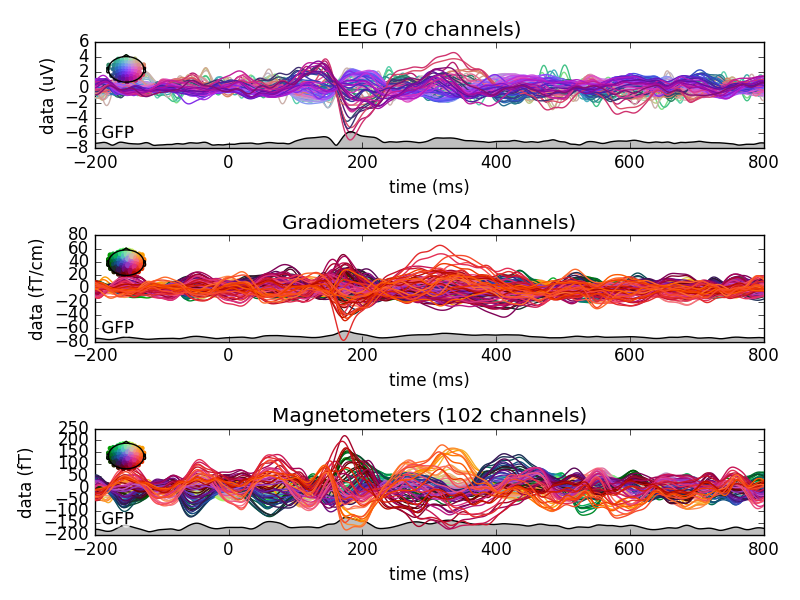 EEG (70 channels)
6
4
2
0
−2
−4
−6
−8
data (uV)
GFP
−200 0 200 400 600 800
time (ms)
Gradiometers (204 channels)
80
60
40
20
0
−20
−40
−60
−80
data (fT/cm)
GFP
−200 0 200 400 600 800
time (ms)
Magnetometers (102 channels)
250
200
150
100
50
0
−50
−100
−150
−200
data (fT)
GFP
−200 0 200 400 600 800
time (ms)